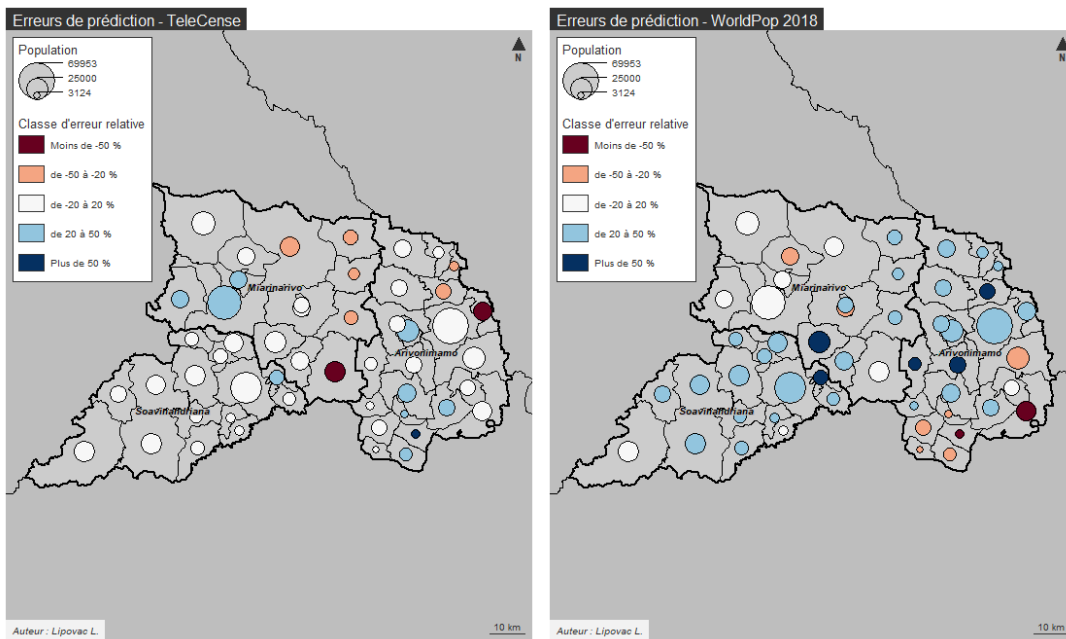 Erreurs de prédiction - TeleCense
Population
69953
25000
3124
Classe d'erreur relative
Moins de -50 %
de -50 à -20 %
de -20 à 20 %
de 20 à 50 %
Plus de 50 %
N
Miarinarivo
Arivonimamo
Soavinandriana
Auteur : Lipovac L.
10 km
Erreurs de prédiction - WorldPop 2018
Population
69953
25000
3124
Classe d'erreur relative
Moins de -50 %
de -50 à -20 %
de -20 à 20 %
de 20 à 50 %
Plus de 50 %
N
Miarinarivo
Arivonimamo
Soavinandriana
Auteur : Lipovac L.
10 km